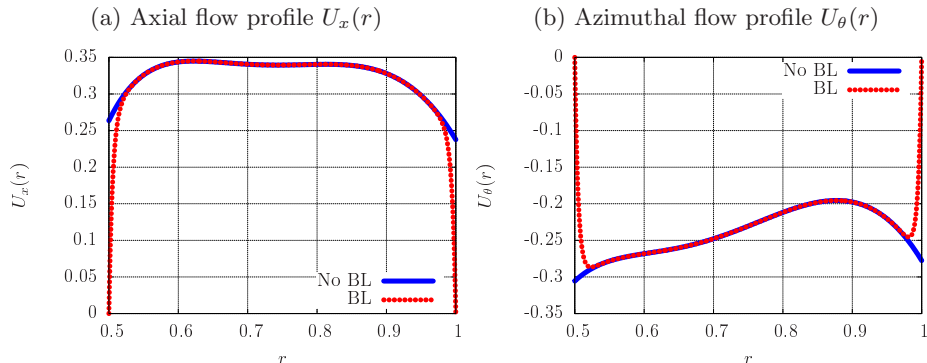 (a) Axial flow profile Uₓ(r)
0.35
0.3
0.25
0.2
0.15
0.1
0.05
0
Uₓ(r)
No BL
BL
0.5 0.6 0.7 0.8 0.9 1
r
(b) Azimuthal flow profile U_θ(r)
0
-0.05
-0.1
-0.15
-0.2
-0.25
-0.3
-0.35
U_θ(r)
No BL
BL
0.5 0.6 0.7 0.8 0.9 1
r